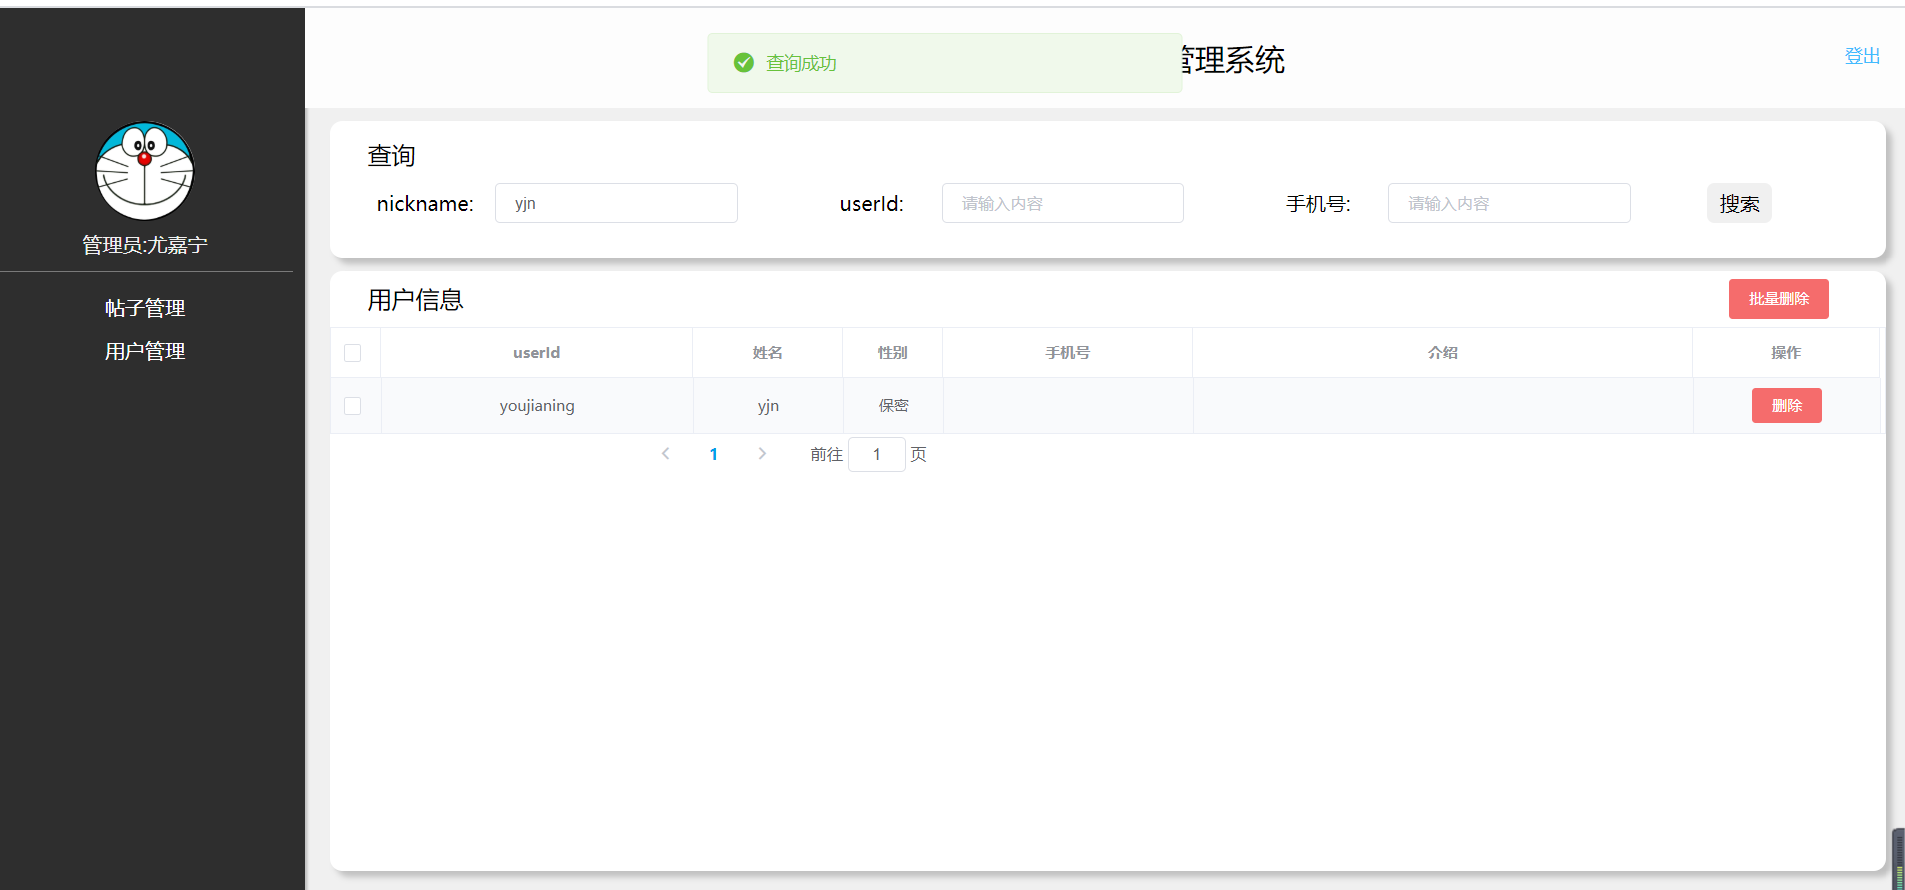 查询成功
管理系统
登出
管理员:尤嘉宁
帖子管理
用户管理
查询
nickname: yjn userId: 请输入内容 手机号: 请输入内容 搜索
用户信息 批量删除
userId 姓名 性别 手机号 介绍 操作
youjianing yjn 保密 删除
1 前往 1 页